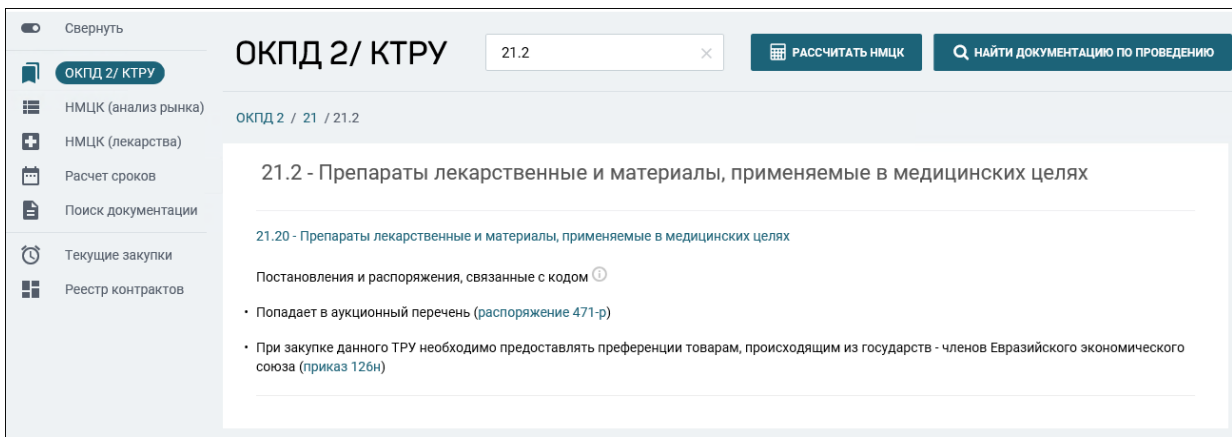 Свернуть
ОКПД 2/ КТРУ
НМЦК (анализ рынка)
НМЦК (лекарства)
Расчет сроков
Поиск документации
Текущие закупки
Реестр контрактов
ОКПД 2/ КТРУ
21.2
РАССЧИТАТЬ НМЦК
НАЙТИ ДОКУМЕНТАЦИЮ ПО ПРОВЕДЕНИЮ
ОКПД 2 / 21 / 21.2
21.2 - Препараты лекарственные и материалы, применяемые в медицинских целях
21.20 - Препараты лекарственные и материалы, применяемые в медицинских целях
Постановления и распоряжения, связанные с кодом
• Попадает в аукционный перечень (распоряжение 471-р)
• При закупке данного ТРУ необходимо предоставлять преференции товарам, происходящим из государств - членов Евразийского экономического
союза (приказ 126н)